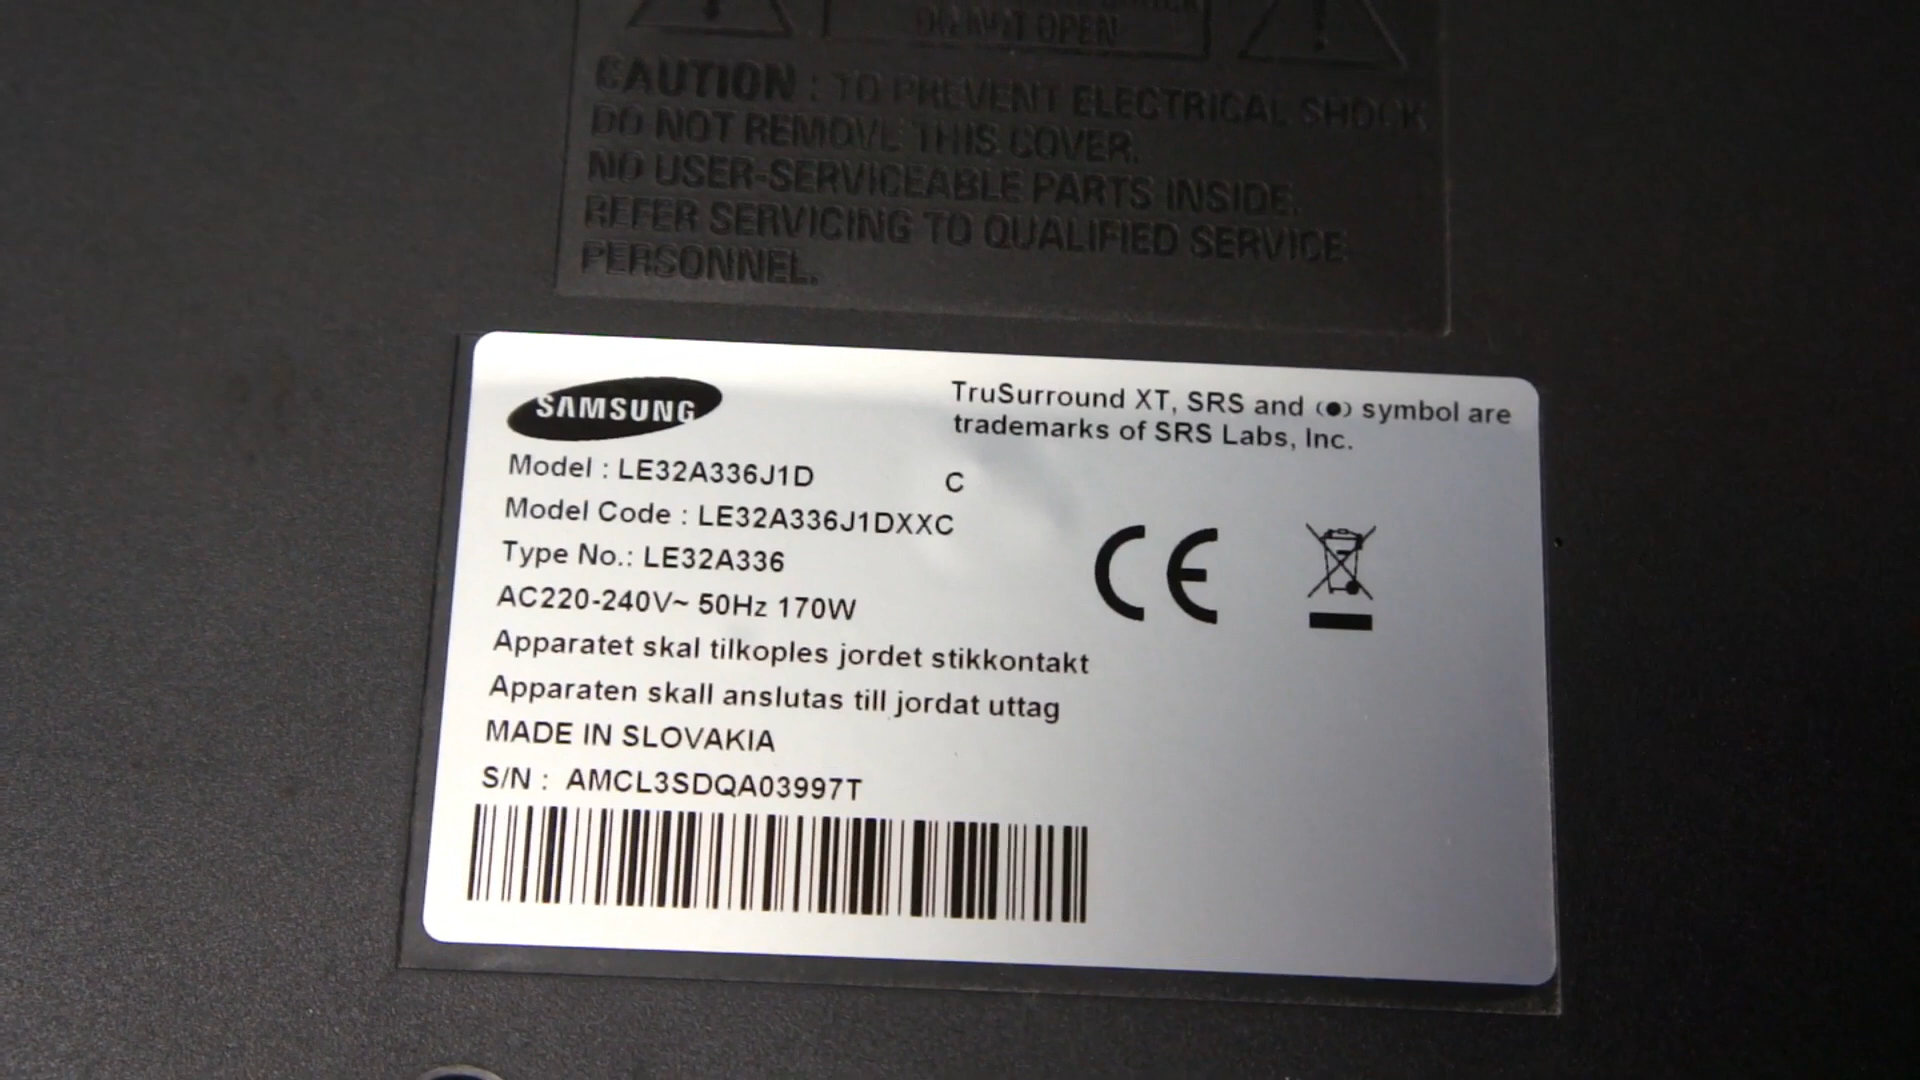 DO NOT OPEN
CAUTION : TO PREVENT ELECTRICAL SHOCK
DO NOT REMOVE THIS COVER.
NO USER-SERVICEABLE PARTS INSIDE.
REFER SERVICING TO QUALIFIED SERVICE
PERSONNEL.
SAMSUNG
TruSurround XT, SRS and (●) symbol are
trademarks of SRS Labs, Inc.
Model : LE32A336J1D C
Model Code : LE32A336J1DXXC
Type No.: LE32A336
AC220-240V~ 50Hz 170W
Apparatet skal tilkoples jordet stikkontakt
Apparaten skall anslutas till jordat uttag
MADE IN SLOVAKIA
S/N : AMCL3SDQA03997T
CE